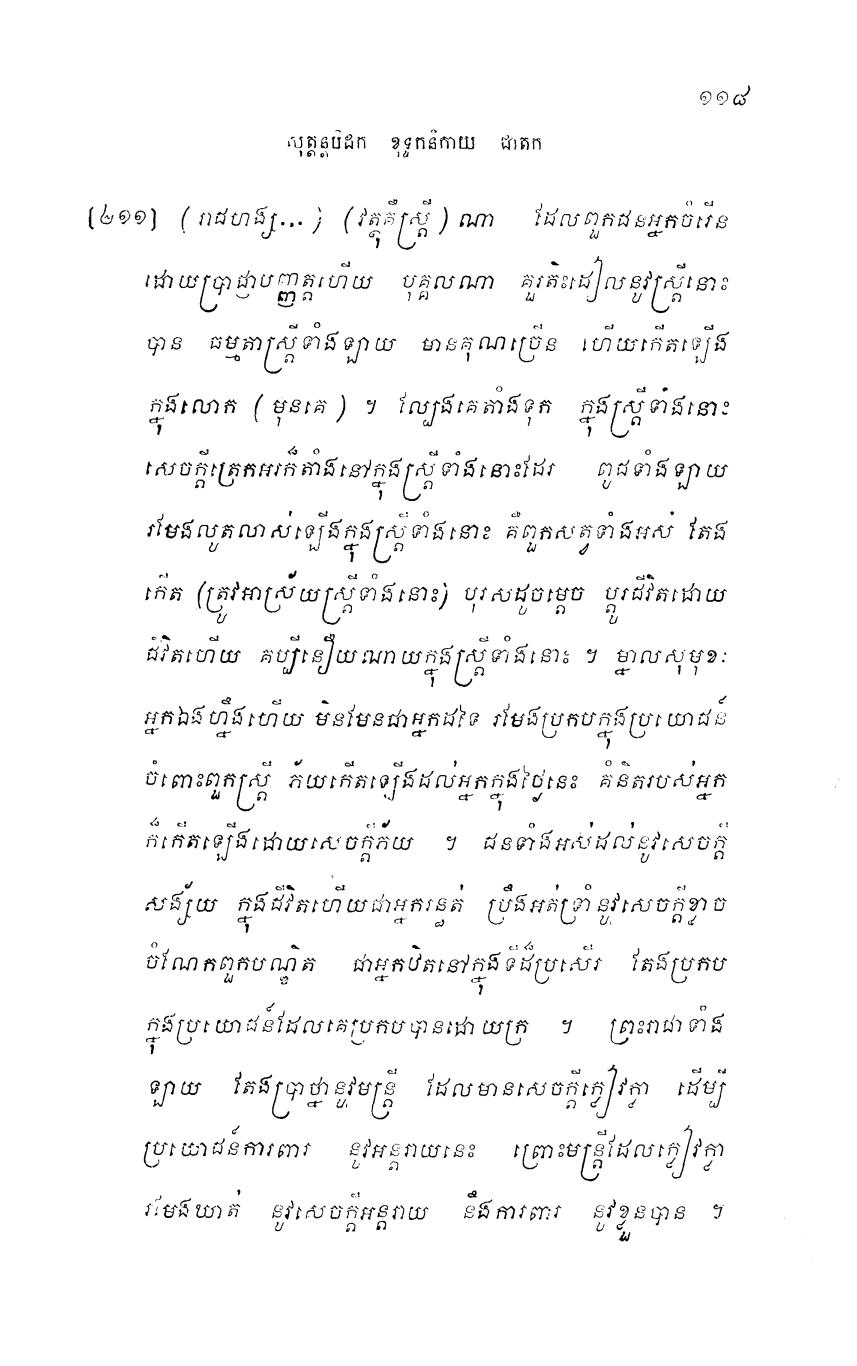 ១១៨
សុត្តន្តបិដក ខុទ្ទកនិកាយ ជាតក
[២១១] (រាជហង្ស...) (វត្ថុគឺស្ត្រី) ណា ដែលពួកជនអ្នកចំរើន
ដោយប្រាជ្ញាបញ្ញត្តហើយ បុគ្គលណា គួរតិះដៀលនូវស្ត្រីនោះ
បាន ធម្មតាស្ត្រីទាំងឡាយ មានគុណច្រើន ហើយកើតឡើង
ក្នុងលោក (មុនគេ) ។ ល្បែងគេតាំងទុក ក្នុងស្ត្រីទាំងនោះ
សេចក្តីត្រេកអរក៏តាំងនៅក្នុងស្ត្រីទាំងនោះដែរ ពូជទាំងឡាយ
រមែងលូតលាស់ឡើងក្នុងស្ត្រីទាំងនោះ គឺពួកសត្វទាំងអស់ តែង
កើត (ត្រូវអាស្រ័យស្ត្រីទាំងនោះ) បុរសដូចម្តេច ប្តូរជីវិតដោយ
ជីវិតហើយ គប្បីនឿយណាយក្នុងស្ត្រីទាំងនោះ ។ ម្នាលសុមុខៈ
អ្នកឯងហ្នឹងហើយ មិនមែនជាអ្នកដទៃ រមែងប្រកបក្នុងប្រយោជន៍
ចំពោះពួកស្ត្រី ភ័យកើតឡើងដល់អ្នកក្នុងថ្ងៃនេះ គំនិតរបស់អ្នក
ក៏កើតឡើងដោយសេចក្តីភ័យ ។ ជនទាំងអស់ដល់នូវសេចក្តី
សង្ស័យ ក្នុងជីវិតហើយជាអ្នករន្ធត់ ប្រឹងអត់ទ្រាំនូវសេចក្តីខ្លាច
ចំណែកពួកបណ្ឌិត ជាអ្នកឋិតនៅក្នុងទីដ៏ប្រសើរ តែងប្រកប
ក្នុងប្រយោជន៍ដែលគេប្រកបបានដោយក្រ ។ ព្រះរាជាទាំង
ឡាយ តែងប្រាថ្នានូវមន្ត្រី ដែលមានសេចក្តីក្លៀវក្លា ដើម្បី
ប្រយោជន៍ការពារ នូវអន្តរាយនេះ ព្រោះមន្ត្រីដែលក្លៀវក្លា
រមែងឃាត់ នូវសេចក្តីអន្តរាយ នឹងការពារ នូវខ្លួនបាន ។